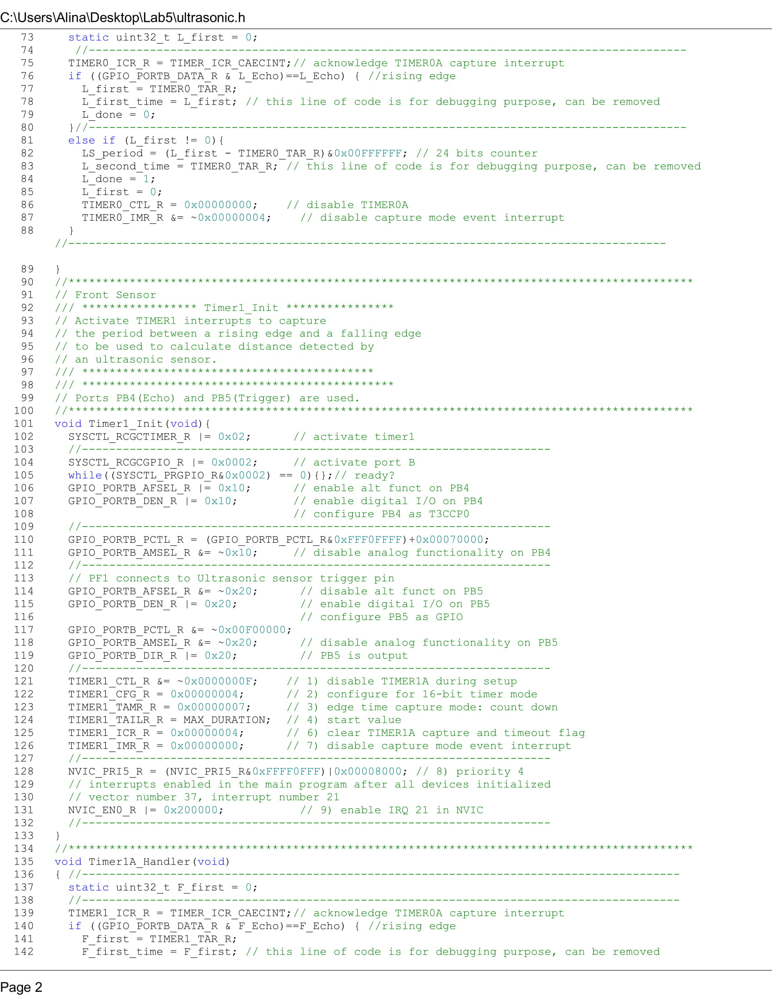 C:\Users\Alina\Desktop\Lab5\ultrasonic.h
73 static uint32_t L_first = 0;
74 //----------------------------------------------------------------------------------------
75 TIMER0_ICR_R = TIMER_ICR_CAECINT;// acknowledge TIMER0A capture interrupt
76 if ((GPIO_PORTB_DATA_R & L_Echo)==L_Echo) { //rising edge
77 L_first = TIMER0_TAR_R;
78 L_first_time = L_first; // this line of code is for debugging purpose, can be removed
79 L_done = 0;
80 }//----------------------------------------------------------------------------------------
81 else if (L_first != 0){
82 LS_period = (L_first - TIMER0_TAR_R)&0x00FFFFFF; // 24 bits counter
83 L_second_time = TIMER0_TAR_R; // this line of code is for debugging purpose, can be removed
84 L_done = 1;
85 L_first = 0;
86 TIMER0_CTL_R = 0x00000000; // disable TIMER0A
87 TIMER0_IMR_R &= ~0x00000004; // disable capture mode event interrupt
88 }
//----------------------------------------------------------------------------------------
89 }
90 //********************************************************************************************
91 // Front Sensor
92 /// ***************** Timer1_Init ****************
93 // Activate TIMER1 interrupts to capture
94 // the period between a rising edge and a falling edge
95 // to be used to calculate distance detected by
96 // an ultrasonic sensor.
97 /// *******************************************
98 /// **********************************************
99 // Ports PB4(Echo) and PB5(Trigger) are used.
100 //********************************************************************************************
101 void Timer1_Init(void){
102 SYSCTL_RCGCTIMER_R |= 0x02; // activate timer1
103 //---------------------------------------------------------------------
104 SYSCTL_RCGCGPIO_R |= 0x0002; // activate port B
105 while((SYSCTL_PRGPIO_R&0x0002) == 0){};// ready?
106 GPIO_PORTB_AFSEL_R |= 0x10; // enable alt funct on PB4
107 GPIO_PORTB_DEN_R |= 0x10; // enable digital I/O on PB4
108 // configure PB4 as T3CCP0
109 //---------------------------------------------------------------------
110 GPIO_PORTB_PCTL_R = (GPIO_PORTB_PCTL_R&0xFFF0FFFF)+0x00070000;
111 GPIO_PORTB_AMSEL_R &= ~0x10; // disable analog functionality on PB4
112 //---------------------------------------------------------------------
113 // PF1 connects to Ultrasonic sensor trigger pin
114 GPIO_PORTB_AFSEL_R &= ~0x20; // disable alt funct on PB5
115 GPIO_PORTB_DEN_R |= 0x20; // enable digital I/O on PB5
116 // configure PB5 as GPIO
117 GPIO_PORTB_PCTL_R &= ~0x00F00000;
118 GPIO_PORTB_AMSEL_R &= ~0x20; // disable analog functionality on PB5
119 GPIO_PORTB_DIR_R |= 0x20; // PB5 is output
120 //---------------------------------------------------------------------
121 TIMER1_CTL_R &= ~0x0000000F; // 1) disable TIMER1A during setup
122 TIMER1_CFG_R = 0x00000004; // 2) configure for 16-bit timer mode
123 TIMER1_TAMR_R = 0x00000007; // 3) edge time capture mode: count down
124 TIMER1_TAILR_R = MAX_DURATION; // 4) start value
125 TIMER1_ICR_R = 0x00000004; // 6) clear TIMER1A capture and timeout flag
126 TIMER1_IMR_R = 0x00000000; // 7) disable capture mode event interrupt
127 //---------------------------------------------------------------------
128 NVIC_PRI5_R = (NVIC_PRI5_R&0xFFFF0FFF)|0x00008000; // 8) priority 4
129 // interrupts enabled in the main program after all devices initialized
130 // vector number 37, interrupt number 21
131 NVIC_EN0_R |= 0x200000; // 9) enable IRQ 21 in NVIC
132 //---------------------------------------------------------------------
133 }
134 //********************************************************************************************
135 void Timer1A_Handler(void)
136 { //----------------------------------------------------------------------------------------
137 static uint32_t F_first = 0;
138 //----------------------------------------------------------------------------------------
139 TIMER1_ICR_R = TIMER_ICR_CAECINT;// acknowledge TIMER0A capture interrupt
140 if ((GPIO_PORTB_DATA_R & F_Echo)==F_Echo) { //rising edge
141 F_first = TIMER1_TAR_R;
142 F_first_time = F_first; // this line of code is for debugging purpose, can be removed
Page 2